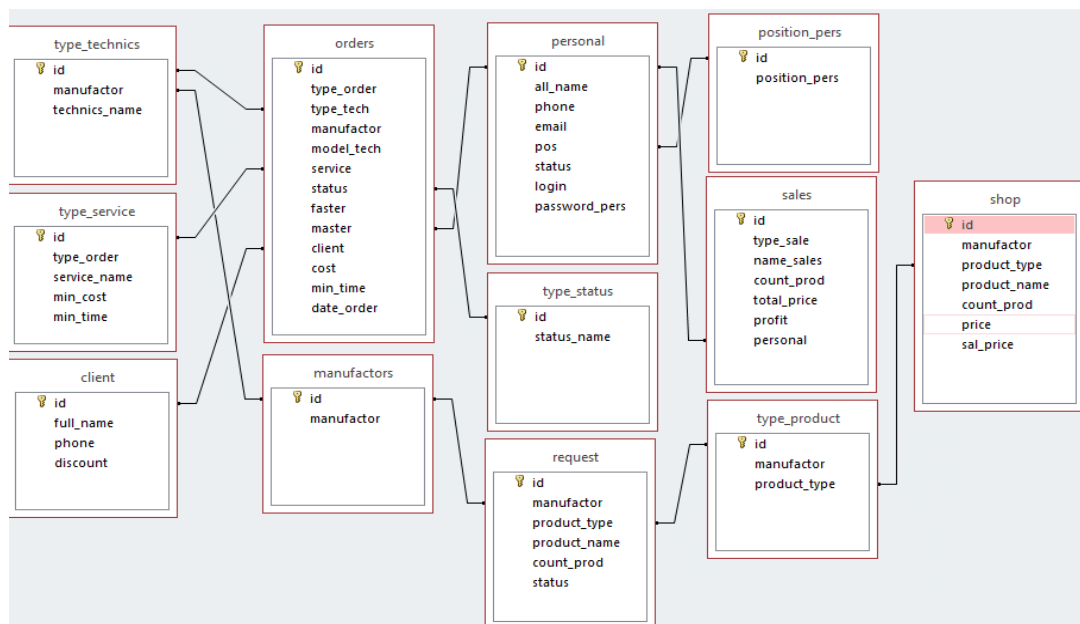 type_technics
id
manufactor
technics_name
type_service
id
type_order
service_name
min_cost
min_time
client
id
full_name
phone
discount
orders
id
type_order
type_tech
manufactor
model_tech
service
status
faster
master
client
cost
min_time
date_order
manufactors
id
manufactor
personal
id
all_name
phone
email
pos
status
login
password_pers
type_status
id
status_name
request
id
manufactor
product_type
product_name
count_prod
status
position_pers
id
position_pers
sales
id
type_sale
name_sales
count_prod
total_price
profit
personal
type_product
id
manufactor
product_type
shop
id
manufactor
product_type
product_name
count_prod
price
sal_price